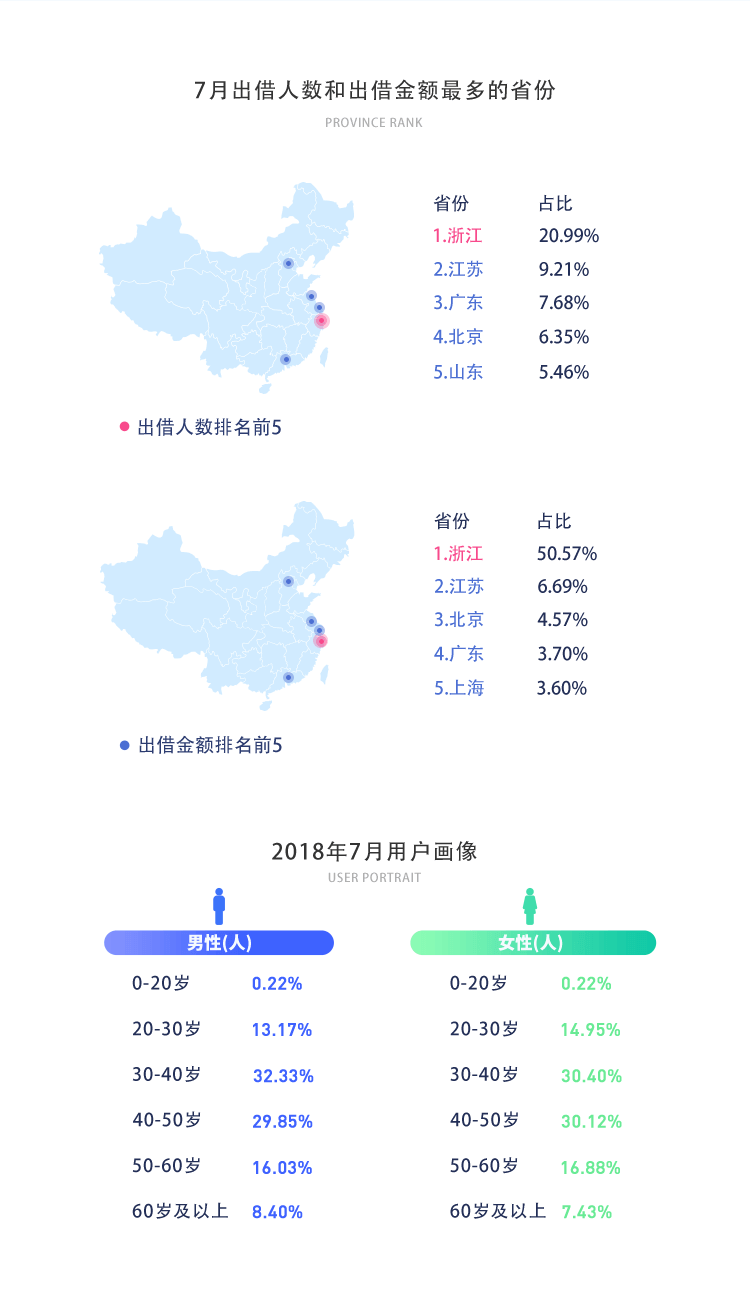 7月出借人数和出借金额最多的省份
PROVINCE RANK
省份 占比
1.浙江 20.99%
2.江苏 9.21%
3.广东 7.68%
4.北京 6.35%
5.山东 5.46%
出借人数排名前5
省份 占比
1.浙江 50.57%
2.江苏 6.69%
3.北京 4.57%
4.广东 3.70%
5.上海 3.60%
出借金额排名前5
2018年7月用户画像
USER PORTRAIT
男性(人) 女性(人)
0-20岁 0.22% 0-20岁 0.22%
20-30岁 13.17% 20-30岁 14.95%
30-40岁 32.33% 30-40岁 30.40%
40-50岁 29.85% 40-50岁 30.12%
50-60岁 16.03% 50-60岁 16.88%
60岁及以上 8.40% 60岁及以上 7.43%